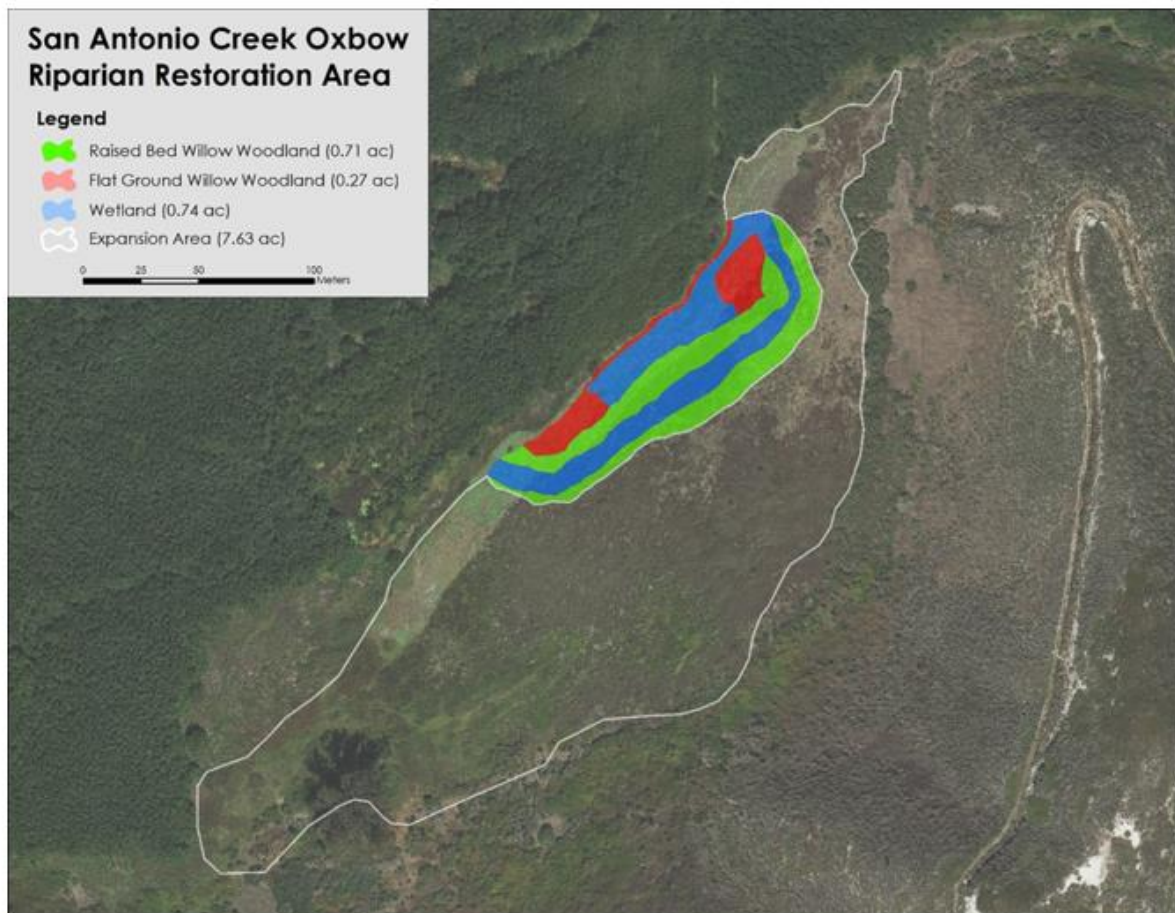 San Antonio Creek Oxbow
Riparian Restoration Area
Legend
Raised Bed Willow Woodland (0.71 ac)
Flat Ground Willow Woodland (0.27 ac)
Wetland (0.74 ac)
Expansion Area (7.63 ac)
0 25 50 100
Meters